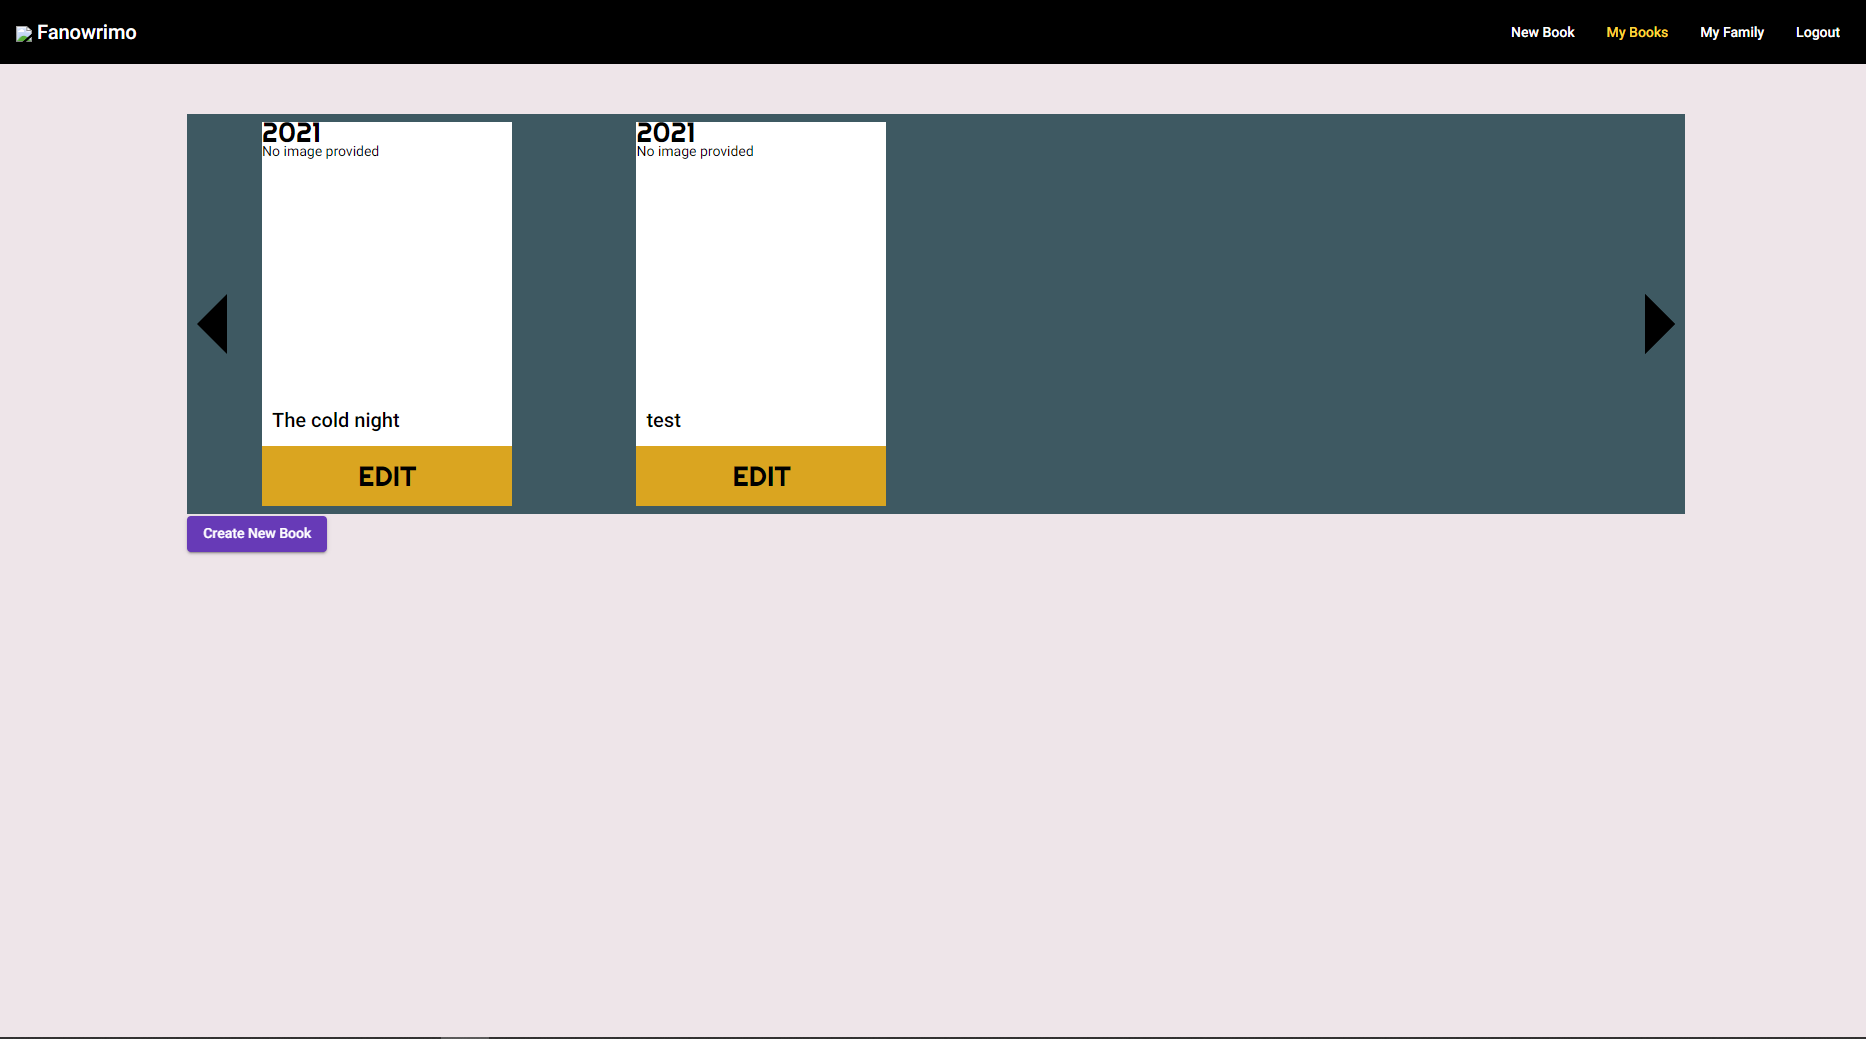 Fanowrimo
New Book My Books My Family Logout
2021
No image provided
The cold night
EDIT
2021
No image provided
test
EDIT
Create New Book